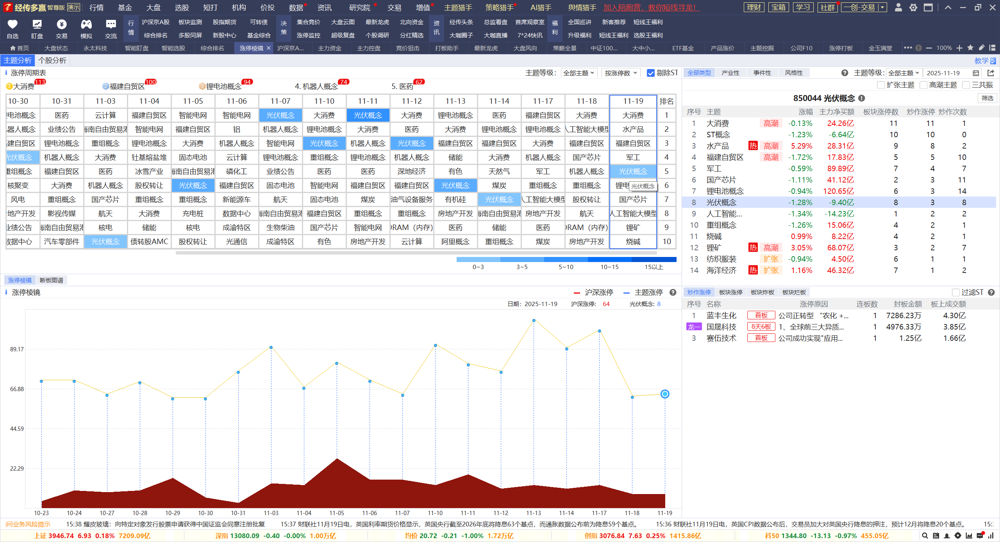 经传多赢 智尊版 演示 行情 基金 大盘 选股 短打 机构 价投 数据 资讯 研究院 交易 增值 主题猎手 策略猎手 AI猎手 舆情猎手 加入陪跑营，教你短线寻龙！ 理财 宝箱 学习 社群 一创-交易
自选 盯盘 交易 模拟 交流 行情 沪深京A股 板块监测 股指期货 可转债 决策 集合竞价 大盘云图 最新龙虎 北向资金 资讯 经传头条 总监看盘 首席观察室 福利 全国巡讲 新客推荐 短线王福利
综合排名 多股同屏 新股中心 基金综合 涨停监控 超级复盘 个股调研 分红精选 大咖圈子 大咖直播 7*24快讯 升级福利 短线王福利 选股王福利
首页 大盘状态 永太科技 智能盯盘 智能选股 综合排名 涨停棱镜 沪深京A... 主力资金 主力控盘 竞价狙击 打板助手 最新龙虎 大盘风向 策略全景 中证100... 大中小... ETF基金 产品涨价 主题挖掘 公司F10 涨停打板 金玉满堂 ••• 100%
主题分析 个股分析 教学
涨停周期表 主题等级： 全部主题 按涨停数 剔除ST
1 大消费 113 2 福建自贸区 100 3 锂电池概念 94 4. 机器人概念 74 5. 医药 62
10-30 10-31 11-03 11-04 11-05 11-06 11-07 11-10 11-11 11-12 11-13 11-14 11-17 11-18 11-19 排名
电池概念 医药 云计算 福建自贸区 智能电网 智能电网 光伏概念 大消费 光伏概念 大消费 锂电池概念 医药 福建自贸区 大消费 大消费 1
器人概念 业绩公告 海南自由贸易港 智能电网 福建自贸区 铝 机器人概念 锂电池概念 大消费 医药 大消费 锂电池概念 锂电池概念 人工智能大模型 水产品 2
建自贸区 锂电池概念 重组概念 锂电池概念 大消费 机器人概念 智能电网 光伏概念 机器人概念 光伏概念 福建自贸区 福建自贸区 大消费 福建自贸区 福建自贸区 3
光伏概念 机器人概念 大消费 钍基熔盐堆 固态电池 云计算 锂电池概念 重组概念 锂电池概念 机器人概念 储能 大消费 机器人概念 国产芯片 军工 4
重组概念 福建自贸区 医药 冰雪产业 海南自由贸易港 磷化工 业绩公告 医药 医药 深地经济 有色 天然气 军工 机器人概念 光伏概念 5
核聚变 大消费 机器人概念 股权转让 光伏概念 福建自贸区 固态电池 智能电网 福建自贸区 福建自贸区 光伏概念 煤炭 重组概念 重组概念 锂电 光伏概念 6
风电 重组概念 国产芯片 重组概念 重组概念 新能源车 航天 固态电池 煤炭 油气设备服务 有机硅 光伏概念 人工智能大模型 股权转让 国产芯片 7
地产开发 影视传媒 航天 大消费 充电桩 数据中心 海南自由贸易港 福建自贸区 重组概念 重组概念 房地产开发 海南自由贸易港 房地产开发 航天 人工智能大模型 8
业绩公告 海南自由贸易港 核电 储能 核电 成渝特区 生物柴油 国产芯片 智能电网 DRAM（内存） 医药 储能 医药 DRAM（内存） 锂矿 9
数据中心 汽车零部件 光伏概念 债转股AMC 股权转让 光通信 成渝特区 有色 房地产开发 云计算 阿里概念 重组概念 煤炭 房地产开发 烧碱 10
0~3 3~5 5~10 10~15 15以上
涨停棱镜 断板图谱
涨停棱镜 沪深涨停 主题涨停
日期：2025-11-19 沪深涨停: 64 光伏概念: 8
89.17
66.88
44.59
22.29
10-23 10-24 10-27 10-28 10-29 10-30 10-31 11-03 11-04 11-05 11-06 11-07 11-10 11-11 11-12 11-13 11-14 11-17 11-18 11-19
全部类型 产业性 事件性 风格性 主题等级： 全部主题 2025-11-19
扩张主题 高潮主题 三共振
850044 光伏概念 筛选
序号 主题 涨幅 主力净买额 板块涨停数 炒作涨停 炒作次数
1 大消费 高潮 -0.13% 24.26亿 11 11 1
2 ST概念 -1.23% -6.64亿 10 10 0
3 水产品 热 高潮 5.29% 28.31亿 9 8 2
4 福建自贸区 高潮 -1.72% 17.83亿 5 5 10
5 军工 -0.59% 89.89亿 7 4 7
6 国产芯片 -1.11% 41.12亿 2 3 11
7 锂电池概念 -0.94% 120.65亿 6 3 14
8 光伏概念 -1.28% -9.40亿 8 3 8
9 人工智能... -1.34% -14.23亿 1 2 2
10 重组概念 -1.26% 15.06亿 4 2 1
11 烧碱 0.99% 8.22亿 4 2 1
12 锂矿 热 高潮 3.05% 68.07亿 3 2 7
13 纺织服装 扩张 -0.94% 4.50亿 6 1 1
14 海洋经济 热 扩张 1.16% 46.32亿 7 1 2
炒作涨停 板块涨停 板块炸板 板块烂板 过滤ST
序号 名称 涨停原因 连板数 封板金额 板上成交额
1 蓝丰生化 首板 公司正转型 “农化 +... 1 7286.23万 4.30亿
龙一 国晟科技 8天6板 1、全球前三大异质... 1 4976.33万 3.85亿
3 赛伍技术 首板 公司成功实现"应用... 1 1.25亿 1.66亿
问业务风险提示 15:38 耀皮玻璃：向特定对象发行股票申请获得中国证监会同意注册批复 15:37 财联社11月19日电，英国利率期货价格显示，英国央行截至2026年底将降息63个基点，而通胀数据公布前为降息59个基点。 15:36 财联社11月19日电，英国CPI数据公布后，交易员加大对英国央行降息的押注，预计12月将降息20个基点。
上证 3946.74 6.93 0.18% 7209.09亿 深指 13080.09 -0.40 -0.00% 1.00万亿 均价 20.72 -0.21 -1.00% 1.72万亿 创指 3076.84 7.63 0.25% 1415.86亿 科50 1344.80 -13.13 -0.97% 455.05亿